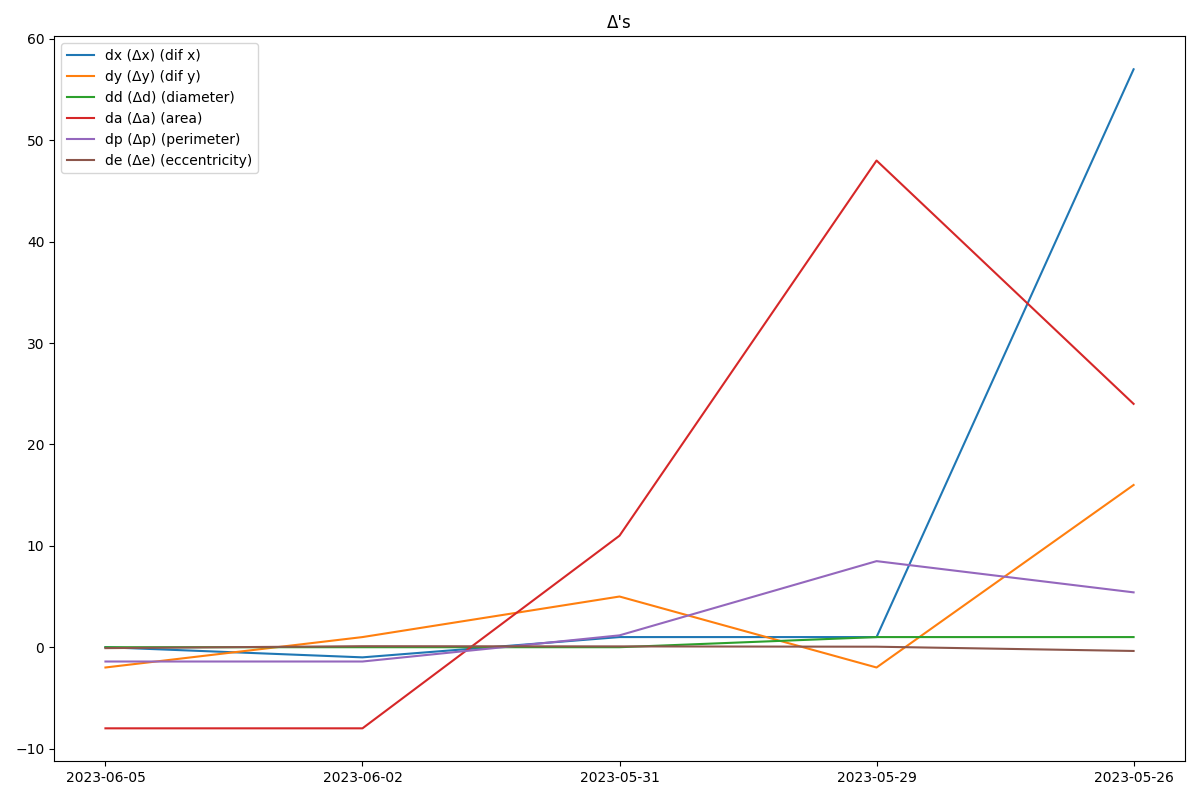 Δ's
60
50
40
30
20
10
0
−10
dx (Δx) (dif x)
dy (Δy) (dif y)
dd (Δd) (diameter)
da (Δa) (area)
dp (Δp) (perimeter)
de (Δe) (eccentricity)
2023-06-05
2023-06-02
2023-05-31
2023-05-29
2023-05-26